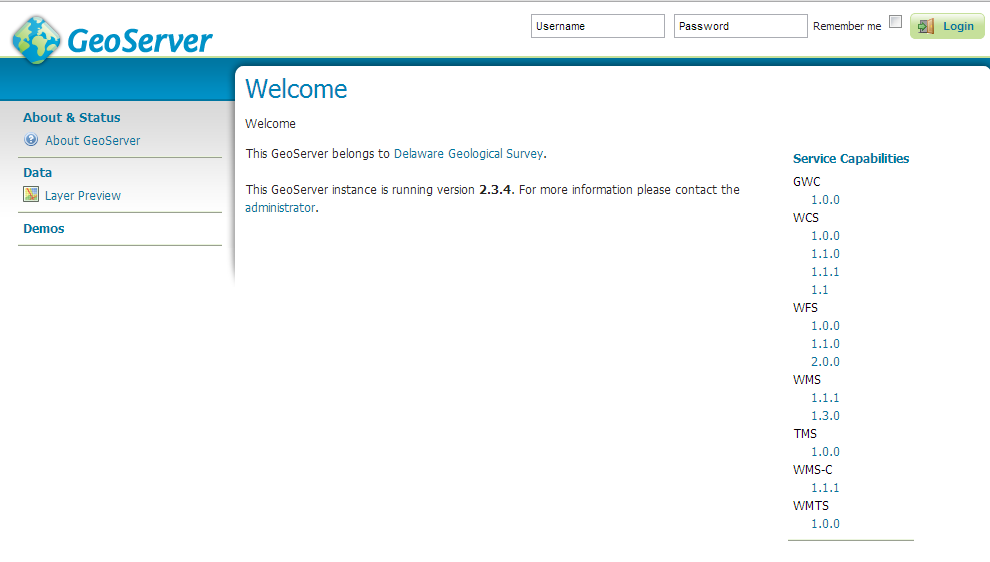 GeoServer
Username
Password
Remember me
Login
About & Status
About GeoServer
Data
Layer Preview
Demos
Welcome
Welcome
This GeoServer belongs to Delaware Geological Survey.
This GeoServer instance is running version 2.3.4. For more information please contact the
administrator.
Service Capabilities
GWC
1.0.0
WCS
1.0.0
1.1.0
1.1.1
1.1
WFS
1.0.0
1.1.0
2.0.0
WMS
1.1.1
1.3.0
TMS
1.0.0
WMS-C
1.1.1
WMTS
1.0.0